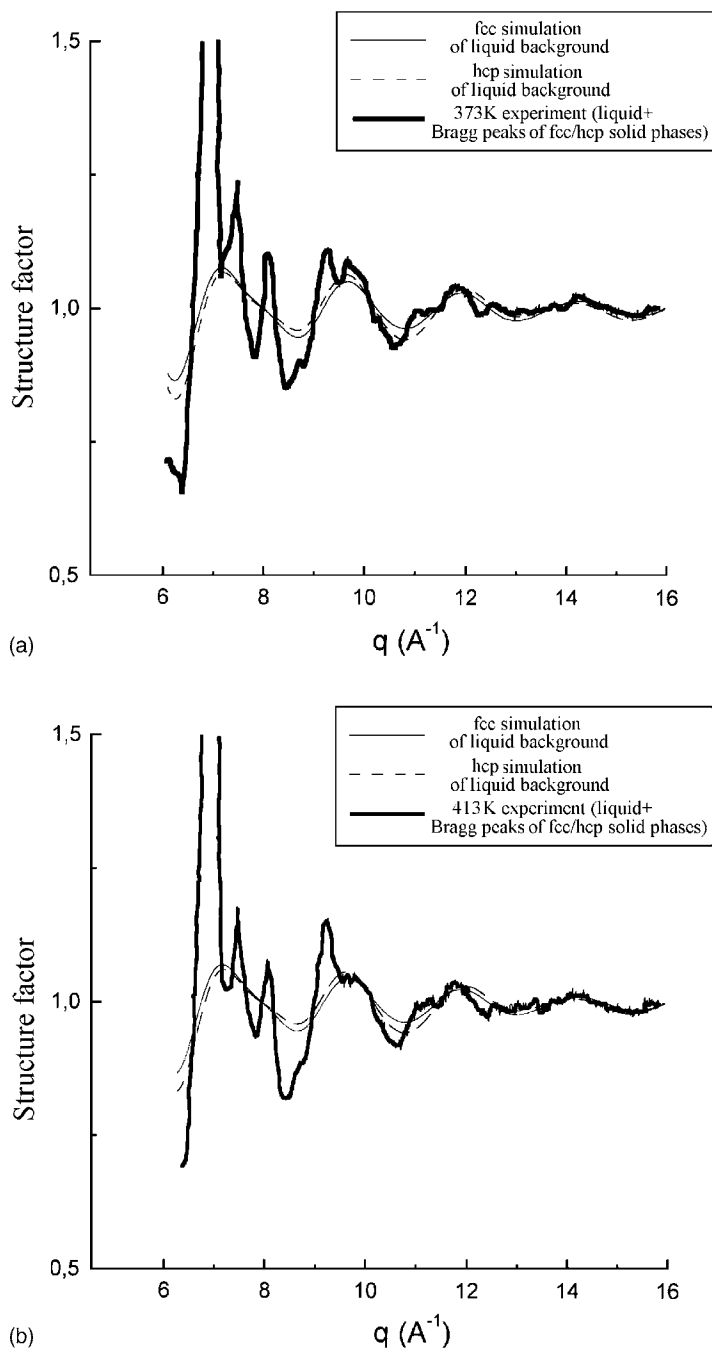 fcc simulation
of liquid background
hcp simulation
of liquid background
373K experiment (liquid+
Bragg peaks of fcc/hcp solid phases)
1,5
1,0
0,5
Structure factor
6 8 10 12 14 16
q (A⁻¹)
(a)
fcc simulation
of liquid background
hcp simulation
of liquid background
413K experiment (liquid+
Bragg peaks of fcc/hcp solid phases)
1,5
1,0
0,5
Structure factor
6 8 10 12 14 16
q (A⁻¹)
(b)